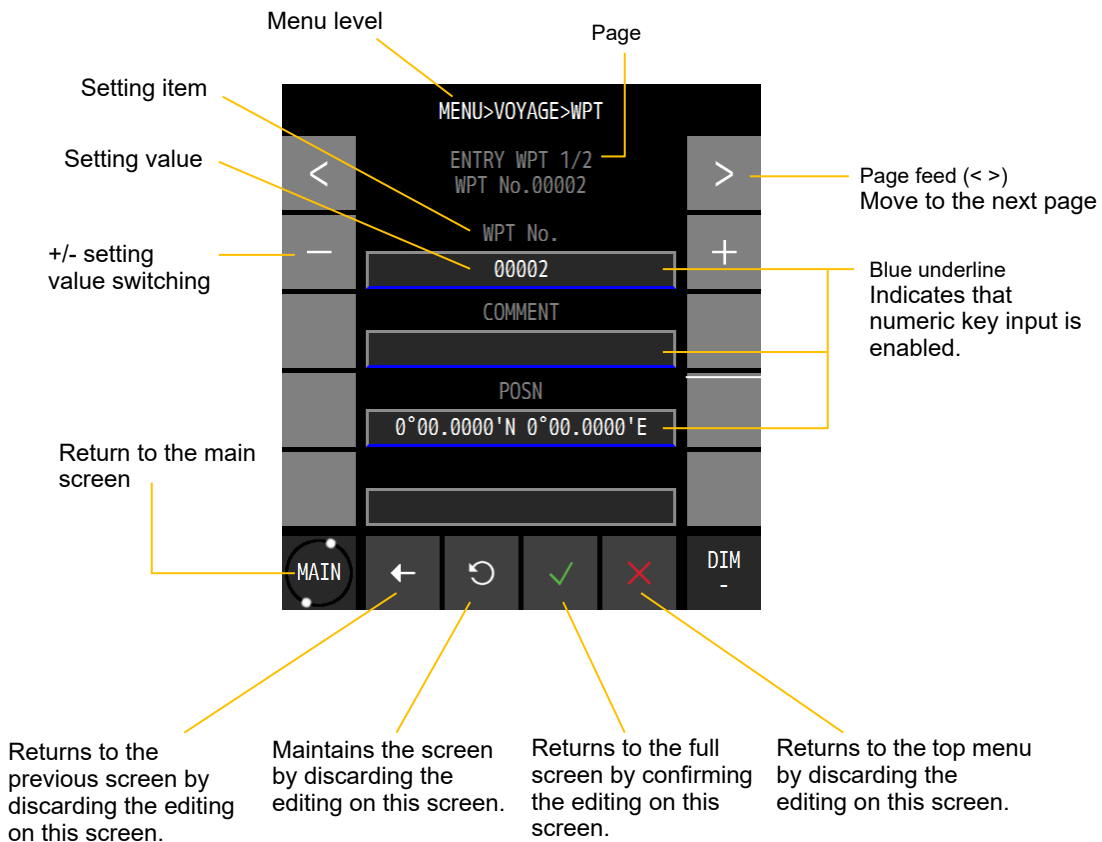 Menu level
Page
Setting item
MENU>VOYAGE>WPT
Setting value
ENTRY WPT 1/2
WPT No.00002
<
>
Page feed (< >)
Move to the next page
WPT No.
+/- setting
value switching
-
+
00002
Blue underline
Indicates that
numeric key input is
enabled.
COMMENT
POSN
0°00.0000'N 0°00.0000'E
Return to the main
screen
MAIN
DIM
-
Returns to the
previous screen by
discarding the editing
on this screen.
Maintains the screen
by discarding the
editing on this screen.
Returns to the full
screen by confirming
the editing on this
screen.
Returns to the top menu
by discarding the
editing on this screen.